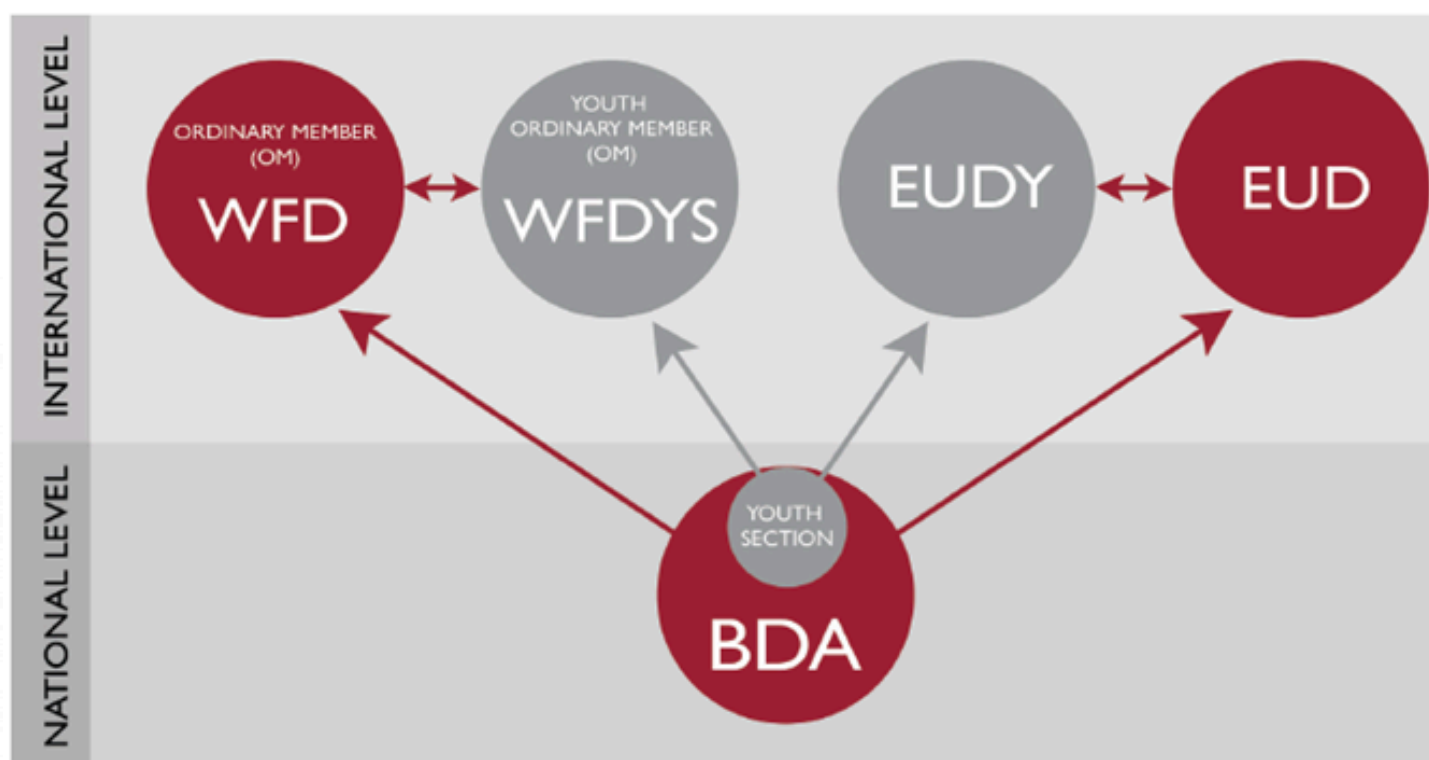 INTERNATIONAL LEVEL
ORDINARY MEMBER
(OM)
WFD
YOUTH
ORDINARY MEMBER
(OM)
WFDYS
EUDY
EUD
NATIONAL LEVEL
YOUTH
SECTION
BDA